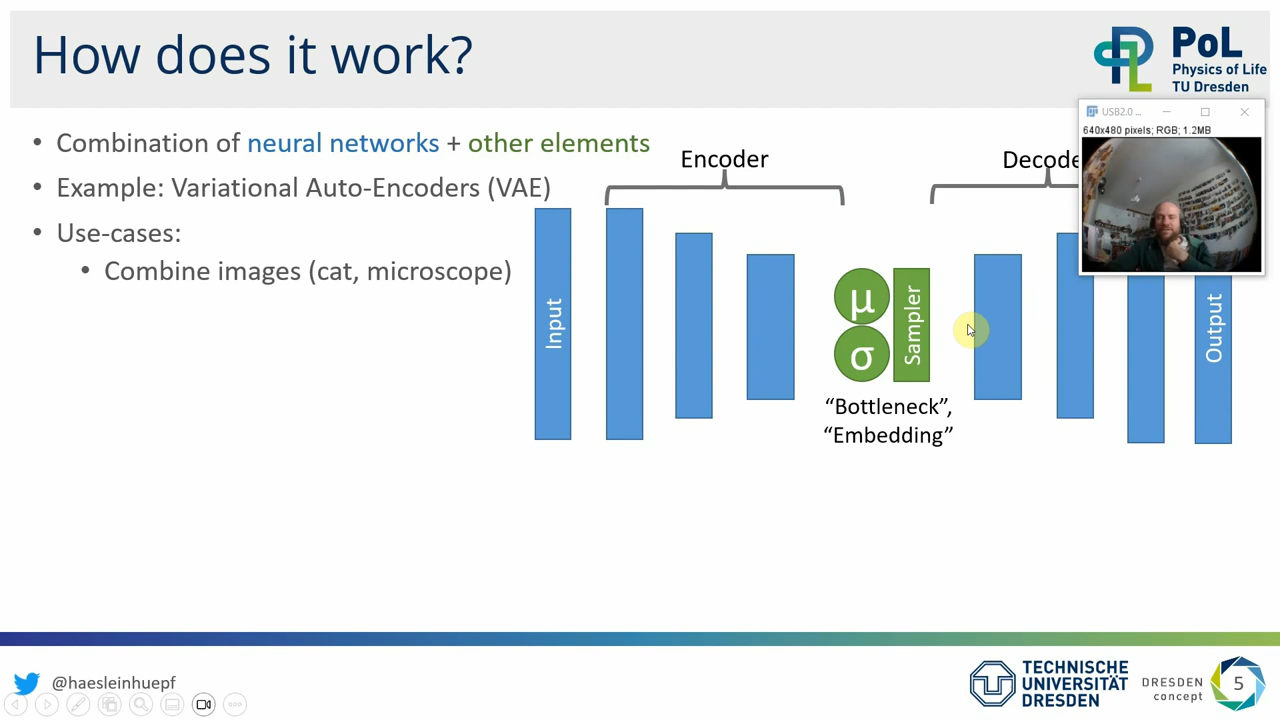 How does it work?
PoL
Physics of Life
TU Dresden
USB2.0 ...
640x480 pixels; RGB; 1.2MB
• Combination of neural networks + other elements
• Example: Variational Auto-Encoders (VAE)
• Use-cases:
• Combine images (cat, microscope)
Encoder
Decode
Input
μ
σ
Sampler
Output
“Bottleneck”,
“Embedding”
@haesleinhuepf
TECHNISCHE
UNIVERSITÄT
DRESDEN
DRESDEN
concept
5